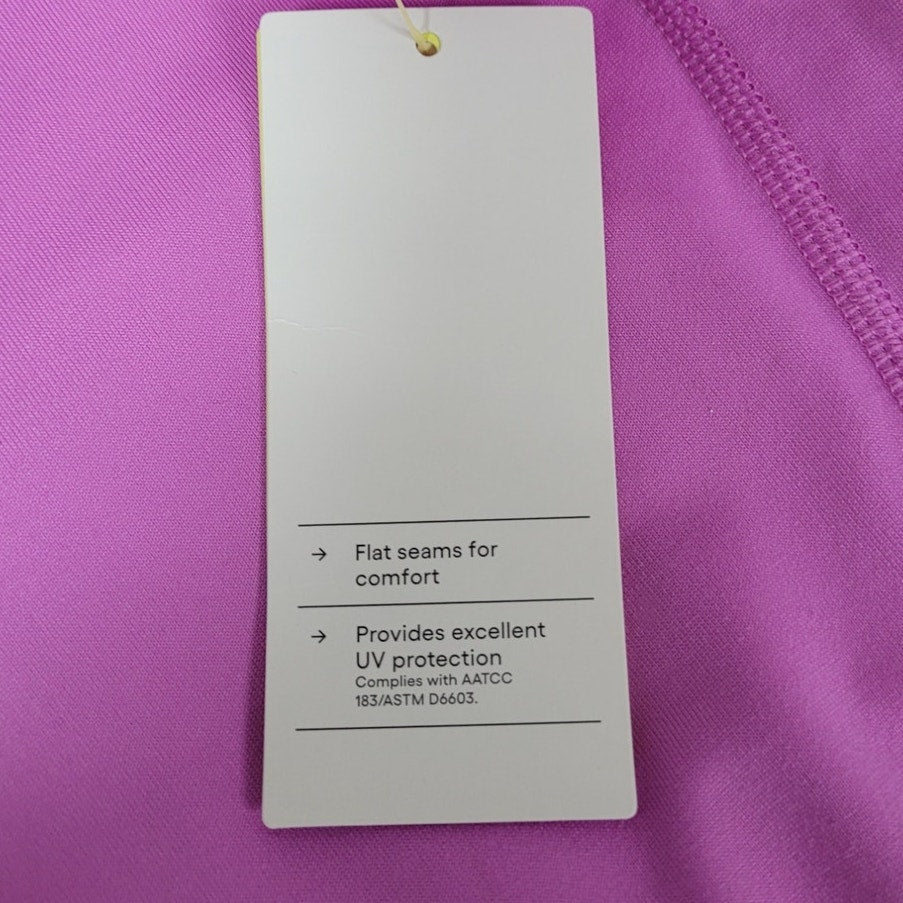 → Flat seams for
comfort
→ Provides excellent
UV protection
Complies with AATCC
183/ASTM D6603.